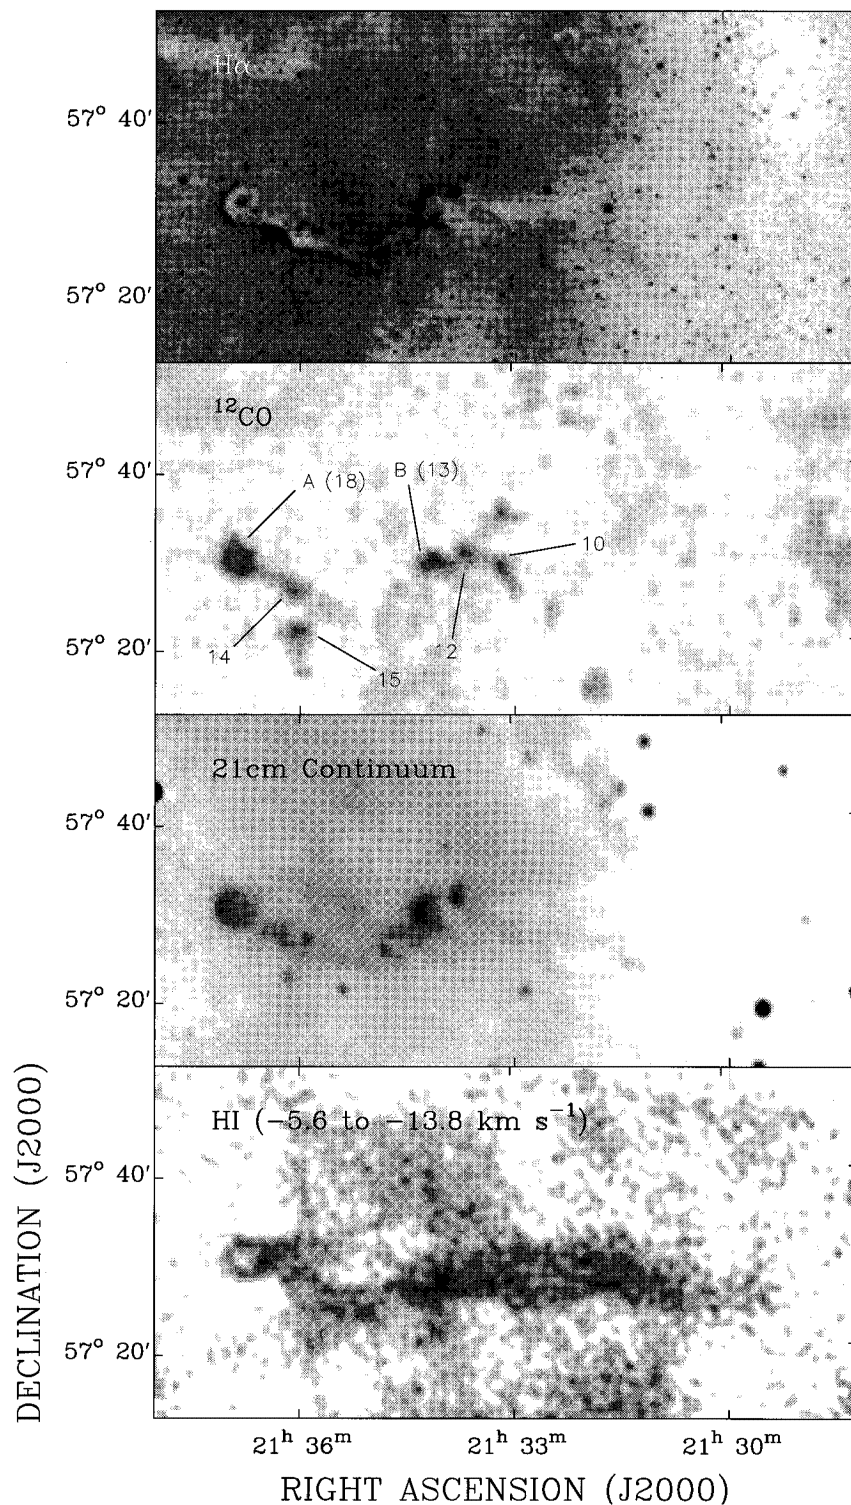 Hα
57° 40'
57° 20'
¹²CO
A (18)
B (13)
10
14
12
15
57° 40'
57° 20'
21cm Continuum
57° 40'
57° 20'
HI (−5.6 to −13.8 km s⁻¹)
57° 40'
57° 20'
DECLINATION (J2000)
21ʰ 36ᵐ 21ʰ 33ᵐ 21ʰ 30ᵐ
RIGHT ASCENSION (J2000)